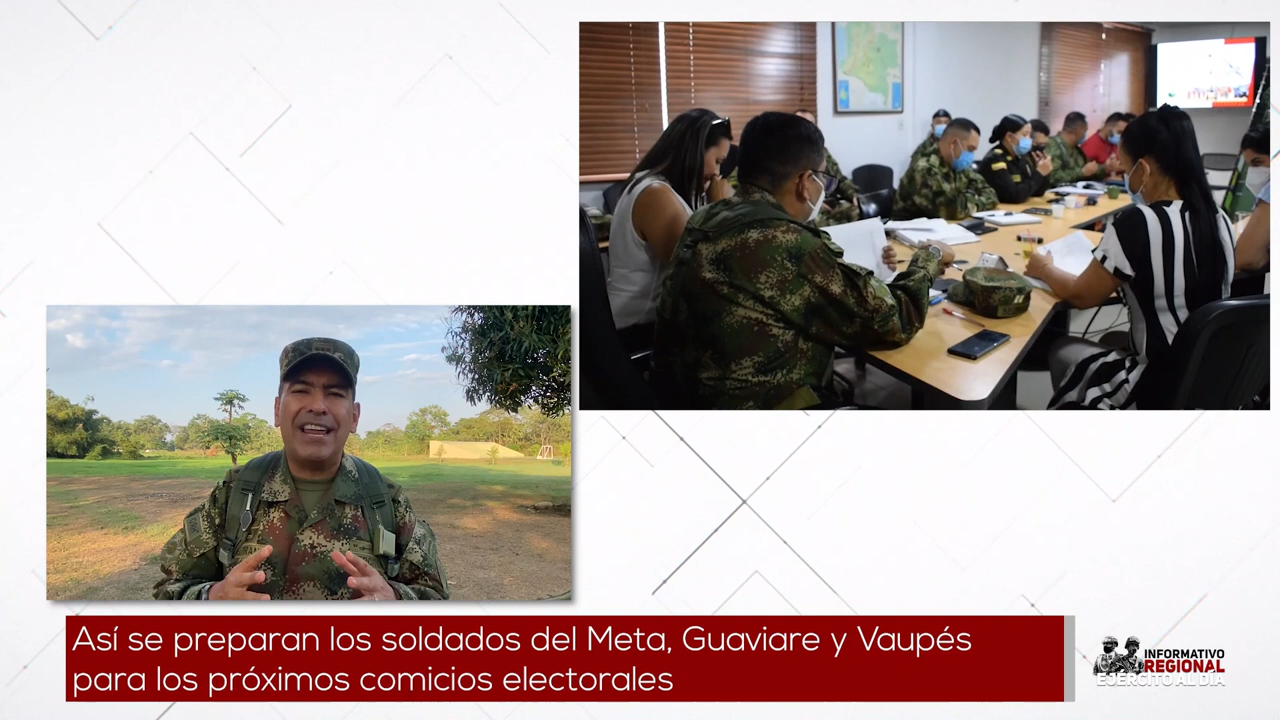 Así se preparan los soldados del Meta, Guaviare y Vaupés
para los próximos comicios electorales
INFORMATIVO
REGIONAL
EJÉRCITO AL DÍA